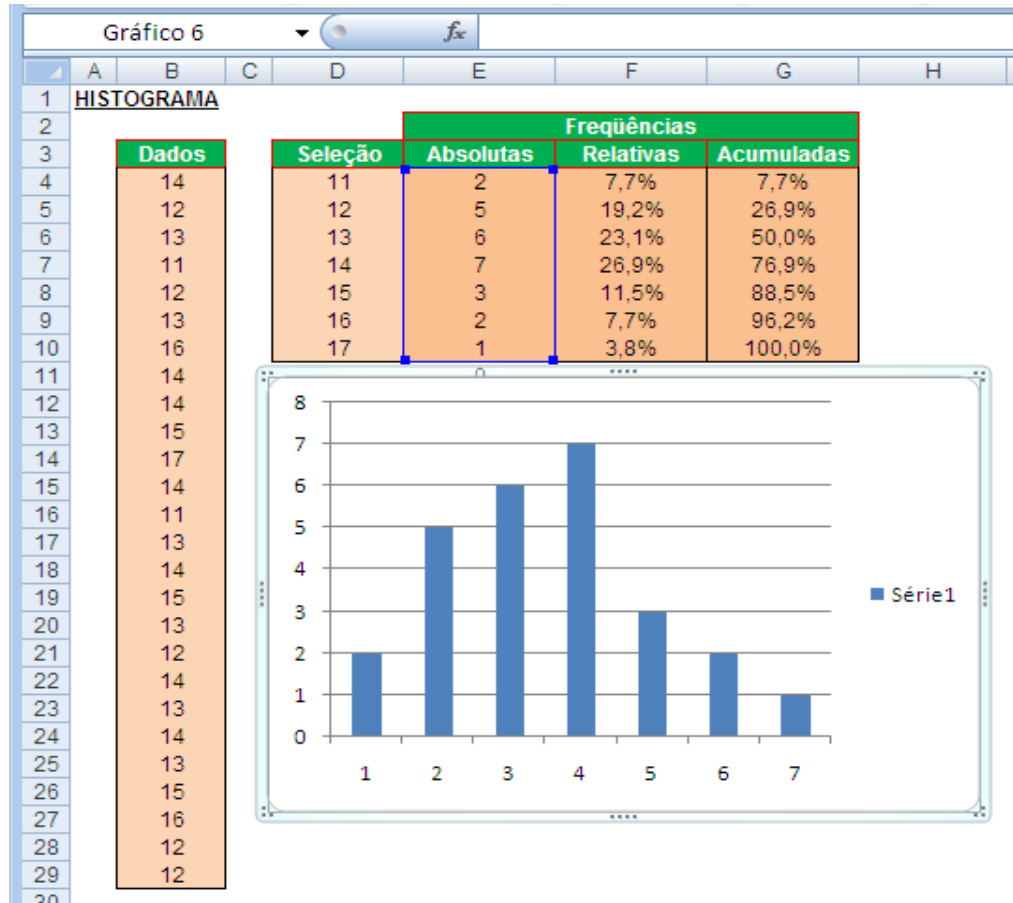 Gráfico 6 fx
A B C D E F G H
1 HISTOGRAMA
2 Freqüências
3 Dados Seleção Absolutas Relativas Acumuladas
4 14 11 2 7,7% 7,7%
5 12 12 5 19,2% 26,9%
6 13 13 6 23,1% 50,0%
7 11 14 7 26,9% 76,9%
8 12 15 3 11,5% 88,5%
9 13 16 2 7,7% 96,2%
10 16 17 1 3,8% 100,0%
11 14
12 14
13 15
14 17
15 14
16 11
17 13
18 14
19 15
20 13
21 12
22 14
23 13
24 14
25 13
26 15
27 16
28 12
29 12
30
8
7
6
5
4
3
2
1
0
1 2 3 4 5 6 7
Série1